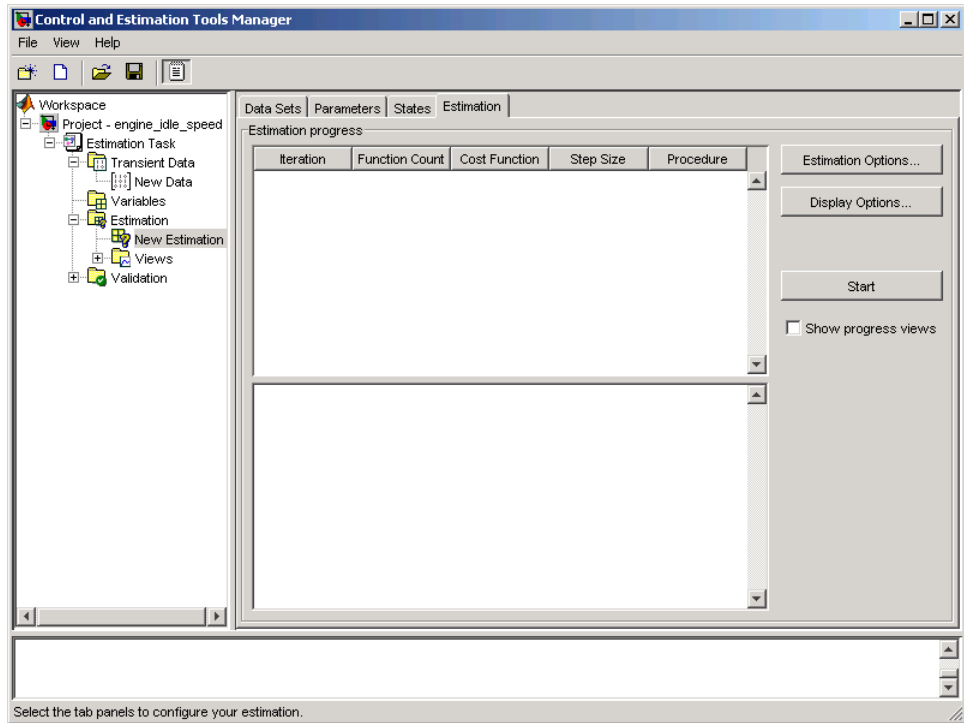 Control and Estimation Tools Manager
File View Help
Workspace
Project - engine_idle_speed
Estimation Task
Transient Data
New Data
Variables
Estimation
New Estimation
Views
Validation
Data Sets Parameters States Estimation
Estimation progress
Iteration Function Count Cost Function Step Size Procedure
Estimation Options...
Display Options...
Start
Show progress views
Select the tab panels to configure your estimation.